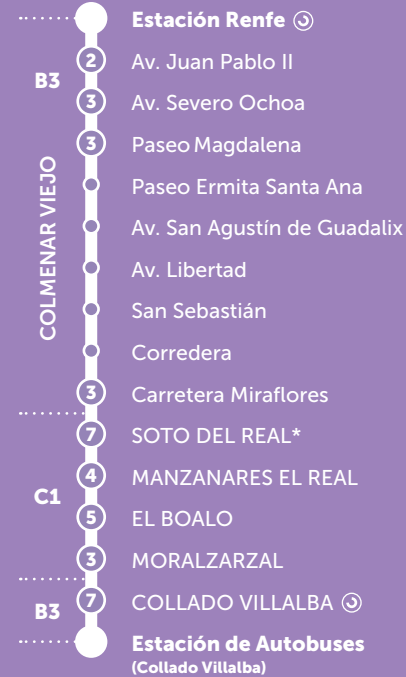 Estación Renfe
2 Av. Juan Pablo II
B3
3 Av. Severo Ochoa
3 Paseo Magdalena
COLMENAR VIEJO
Paseo Ermita Santa Ana
Av. San Agustín de Guadalix
Av. Libertad
San Sebastián
Corredera
3 Carretera Miraflores
7 SOTO DEL REAL*
4 MANZANARES EL REAL
C1
5 EL BOALO
3 MORALZARZAL
B3 7 COLLADO VILLALBA
Estación de Autobuses
(Collado Villalba)